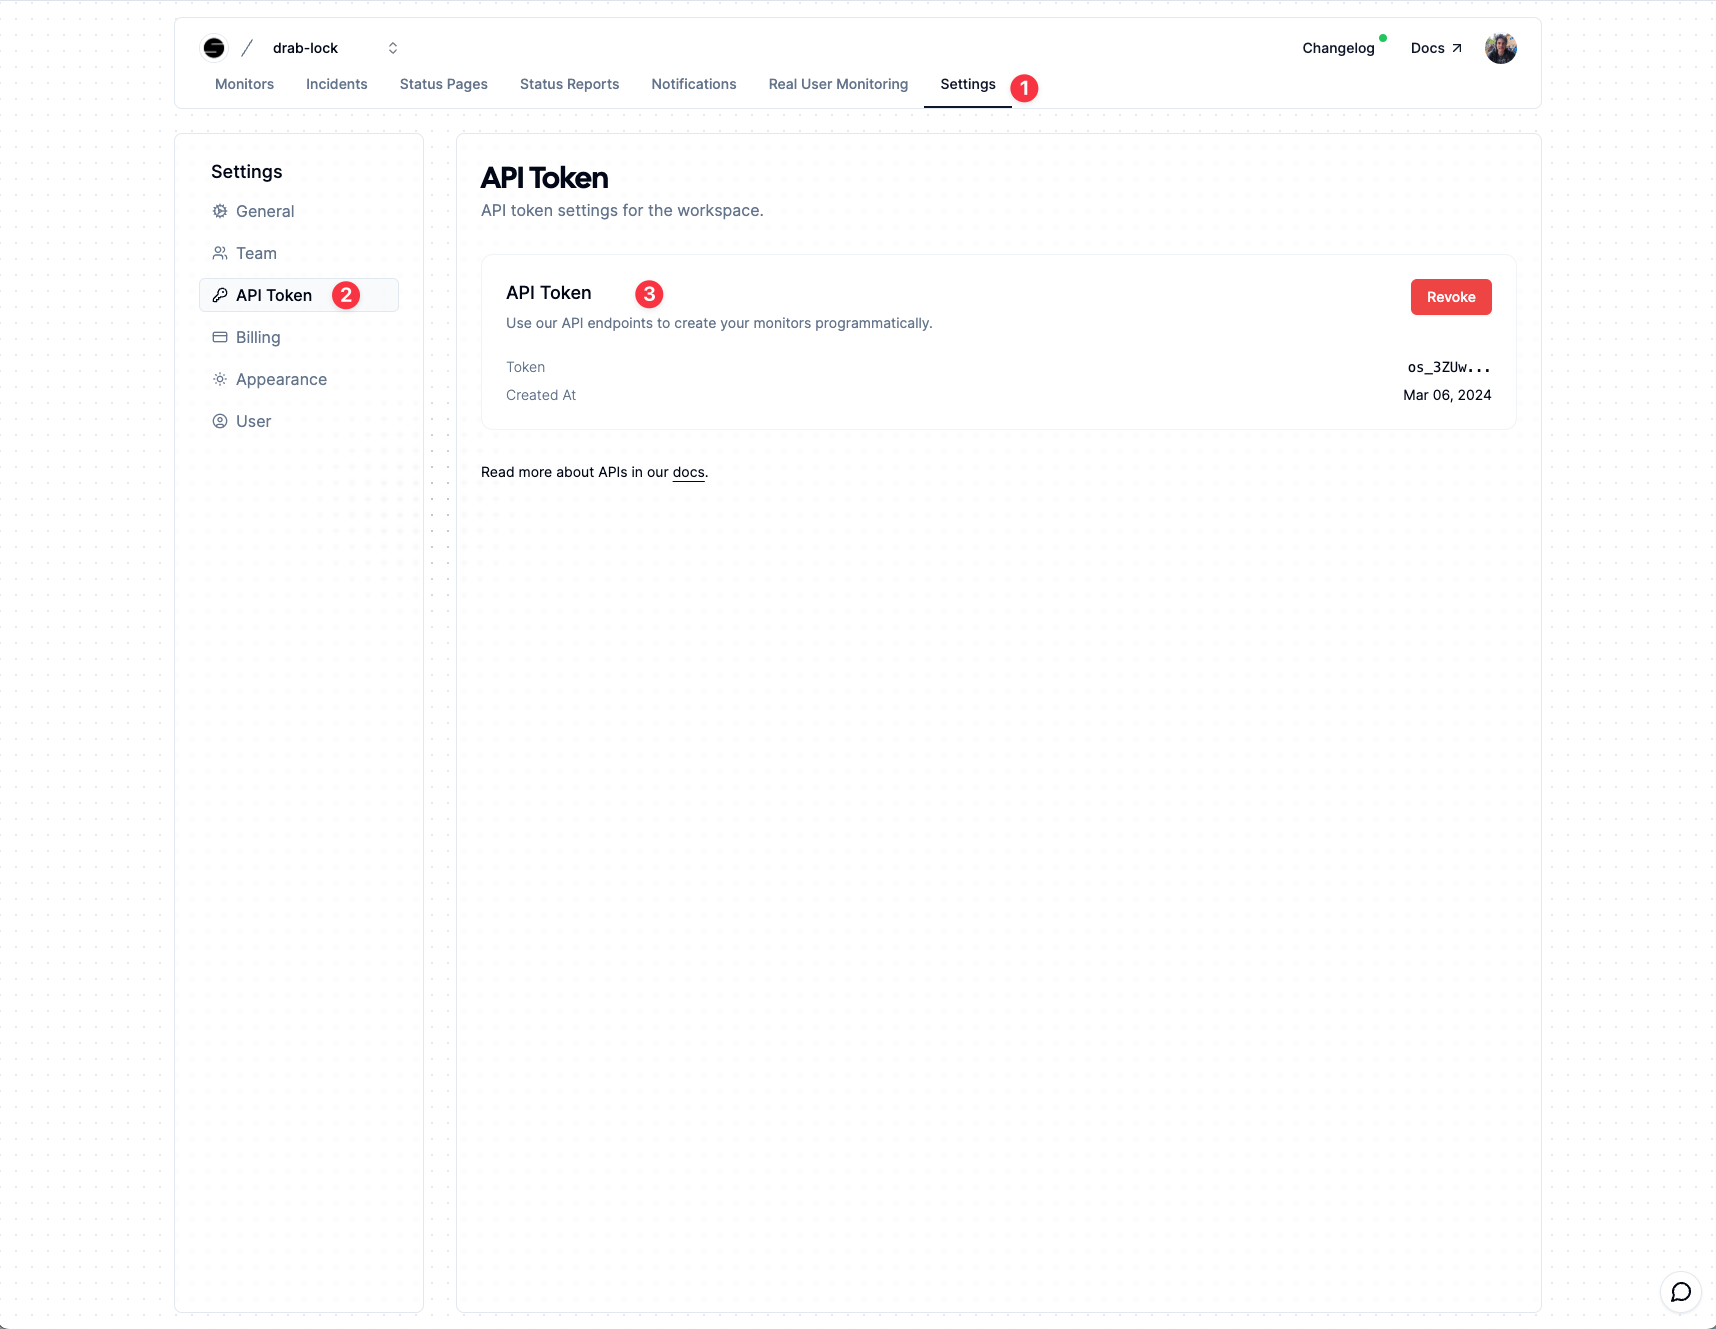 drab-lock
Changelog
Docs
Monitors Incidents Status Pages Status Reports Notifications Real User Monitoring Settings 1
Settings
General
Team
API Token 2
Billing
Appearance
User
API Token
API token settings for the workspace.
API Token 3
Revoke
Use our API endpoints to create your monitors programmatically.
Token os_3ZUw...
Created At Mar 06, 2024
Read more about APIs in our docs.